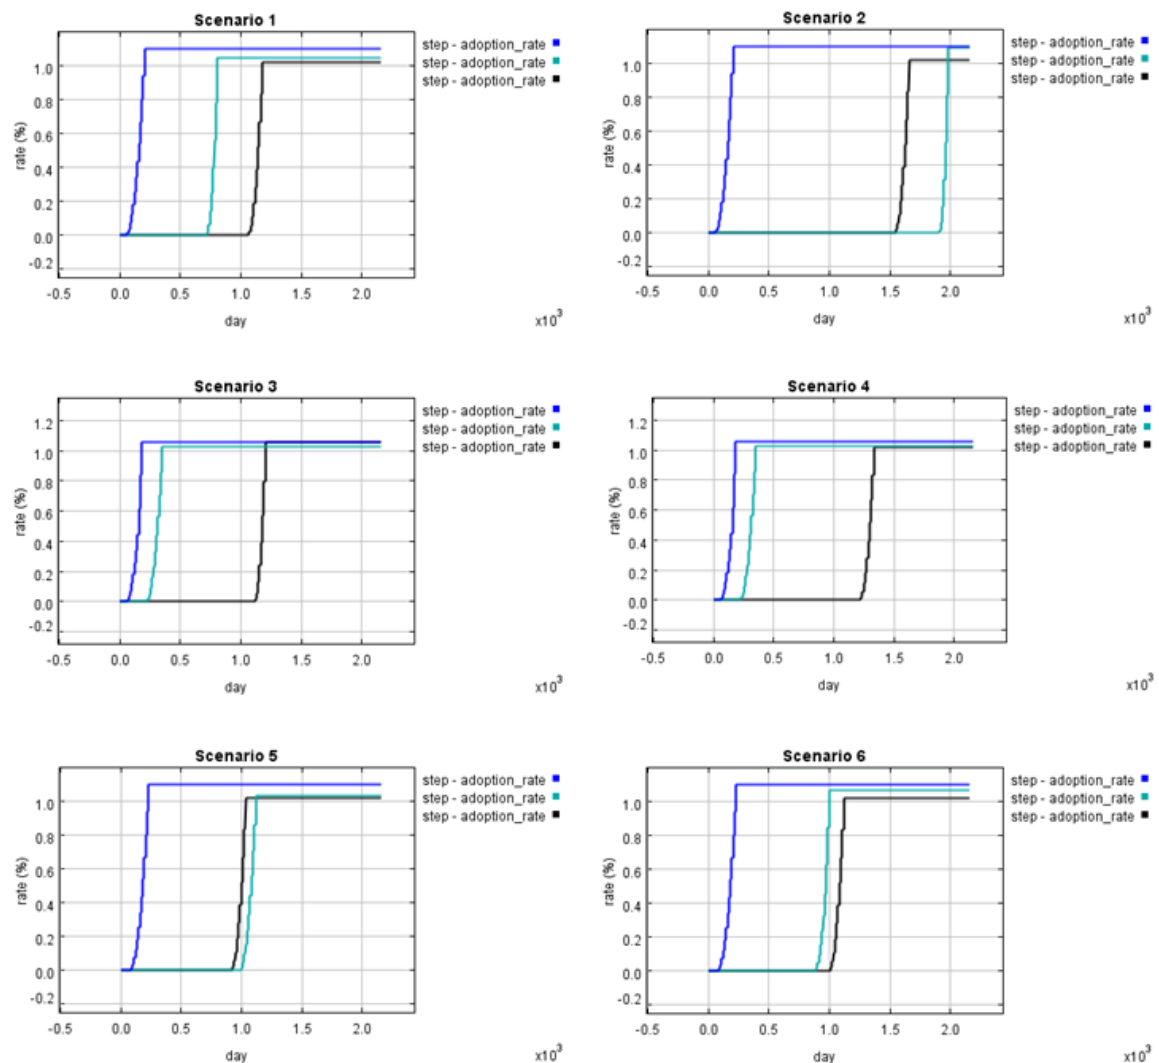 Scenario 1
step - adoption_rate
step - adoption_rate
step - adoption_rate
1.0
0.8
0.6
0.4
0.2
0.0
-0.2
rate (%)
-0.5 0.0 0.5 1.0 1.5 2.0
day
x10³
Scenario 2
step - adoption_rate
step - adoption_rate
step - adoption_rate
1.0
0.8
0.6
0.4
0.2
0.0
-0.2
rate (%)
-0.5 0.0 0.5 1.0 1.5 2.0
day
x10³
Scenario 3
step - adoption_rate
step - adoption_rate
step - adoption_rate
1.2
1.0
0.8
0.6
0.4
0.2
0.0
-0.2
rate (%)
-0.5 0.0 0.5 1.0 1.5 2.0
day
x10³
Scenario 4
step - adoption_rate
step - adoption_rate
step - adoption_rate
1.2
1.0
0.8
0.6
0.4
0.2
0.0
-0.2
rate (%)
-0.5 0.0 0.5 1.0 1.5 2.0
day
x10³
Scenario 5
step - adoption_rate
step - adoption_rate
step - adoption_rate
1.0
0.8
0.6
0.4
0.2
0.0
-0.2
rate (%)
-0.5 0.0 0.5 1.0 1.5 2.0
day
x10³
Scenario 6
step - adoption_rate
step - adoption_rate
step - adoption_rate
1.0
0.8
0.6
0.4
0.2
0.0
-0.2
rate (%)
-0.5 0.0 0.5 1.0 1.5 2.0
day
x10³